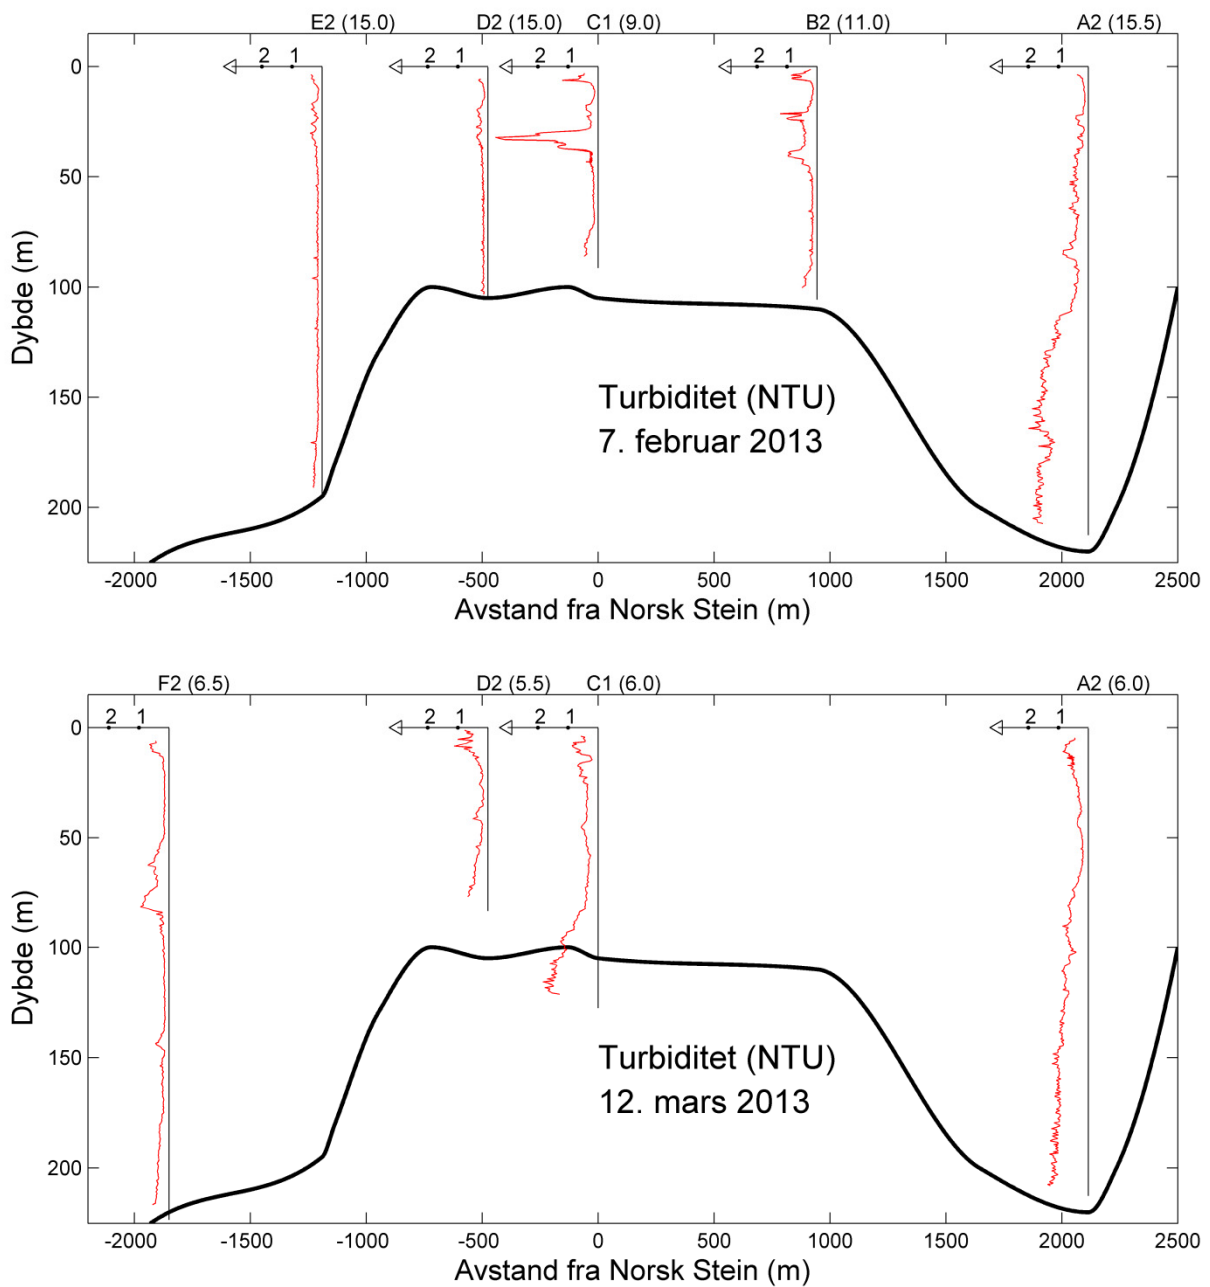 E2 (15.0) D2 (15.0) C1 (9.0) B2 (11.0) A2 (15.5)
2 1 2 1 2 1 2 1 2 1
0
50
100
150
200
Dybde (m)
Turbiditet (NTU)
7. februar 2013
-2000 -1500 -1000 -500 0 500 1000 1500 2000 2500
Avstand fra Norsk Stein (m)
F2 (6.5) D2 (5.5) C1 (6.0) A2 (6.0)
2 1 2 1 2 1 2 1
0
50
100
150
200
Dybde (m)
Turbiditet (NTU)
12. mars 2013
-2000 -1500 -1000 -500 0 500 1000 1500 2000 2500
Avstand fra Norsk Stein (m)